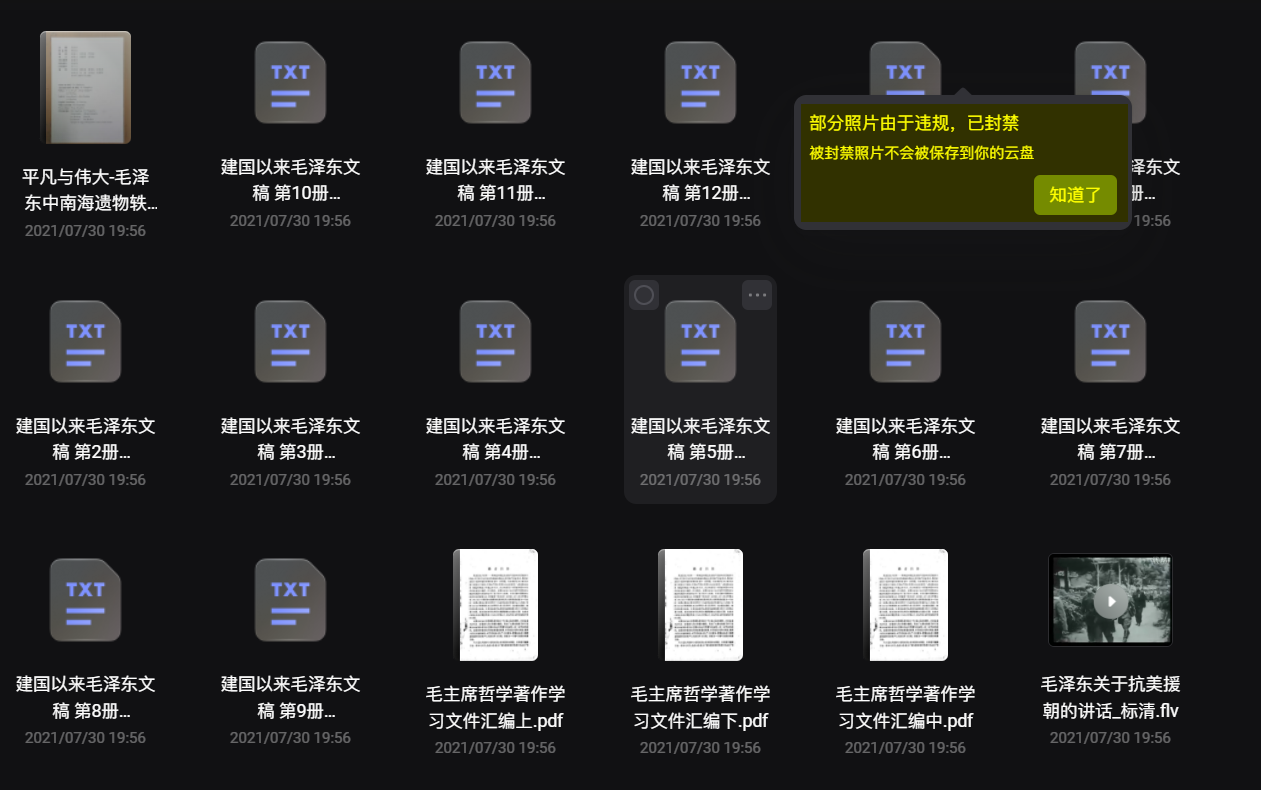 平凡与伟大-毛泽
东中南海遗物轶...
2021/07/30 19:56
TXT
建国以来毛泽东文
稿 第10册...
2021/07/30 19:56
TXT
建国以来毛泽东文
稿 第11册...
2021/07/30 19:56
TXT
建国以来毛泽东文
稿 第12册...
2021/07/30 19:56
TXT
TXT
部分照片由于违规，已封禁
被封禁照片不会被保存到你的云盘
知道了
泽东文
册...
19:56
TXT
建国以来毛泽东文
稿 第2册...
2021/07/30 19:56
TXT
建国以来毛泽东文
稿 第3册...
2021/07/30 19:56
TXT
建国以来毛泽东文
稿 第4册...
2021/07/30 19:56
TXT
建国以来毛泽东文
稿 第5册...
2021/07/30 19:56
TXT
建国以来毛泽东文
稿 第6册...
2021/07/30 19:56
TXT
建国以来毛泽东文
稿 第7册...
2021/07/30 19:56
TXT
建国以来毛泽东文
稿 第8册...
2021/07/30 19:56
TXT
建国以来毛泽东文
稿 第9册...
2021/07/30 19:56
毛主席哲学著作学
习文件汇编上.pdf
2021/07/30 19:56
毛主席哲学著作学
习文件汇编下.pdf
2021/07/30 19:56
毛主席哲学著作学
习文件汇编中.pdf
2021/07/30 19:56
毛泽东关于抗美援
朝的讲话_标清.flv
2021/07/30 19:56